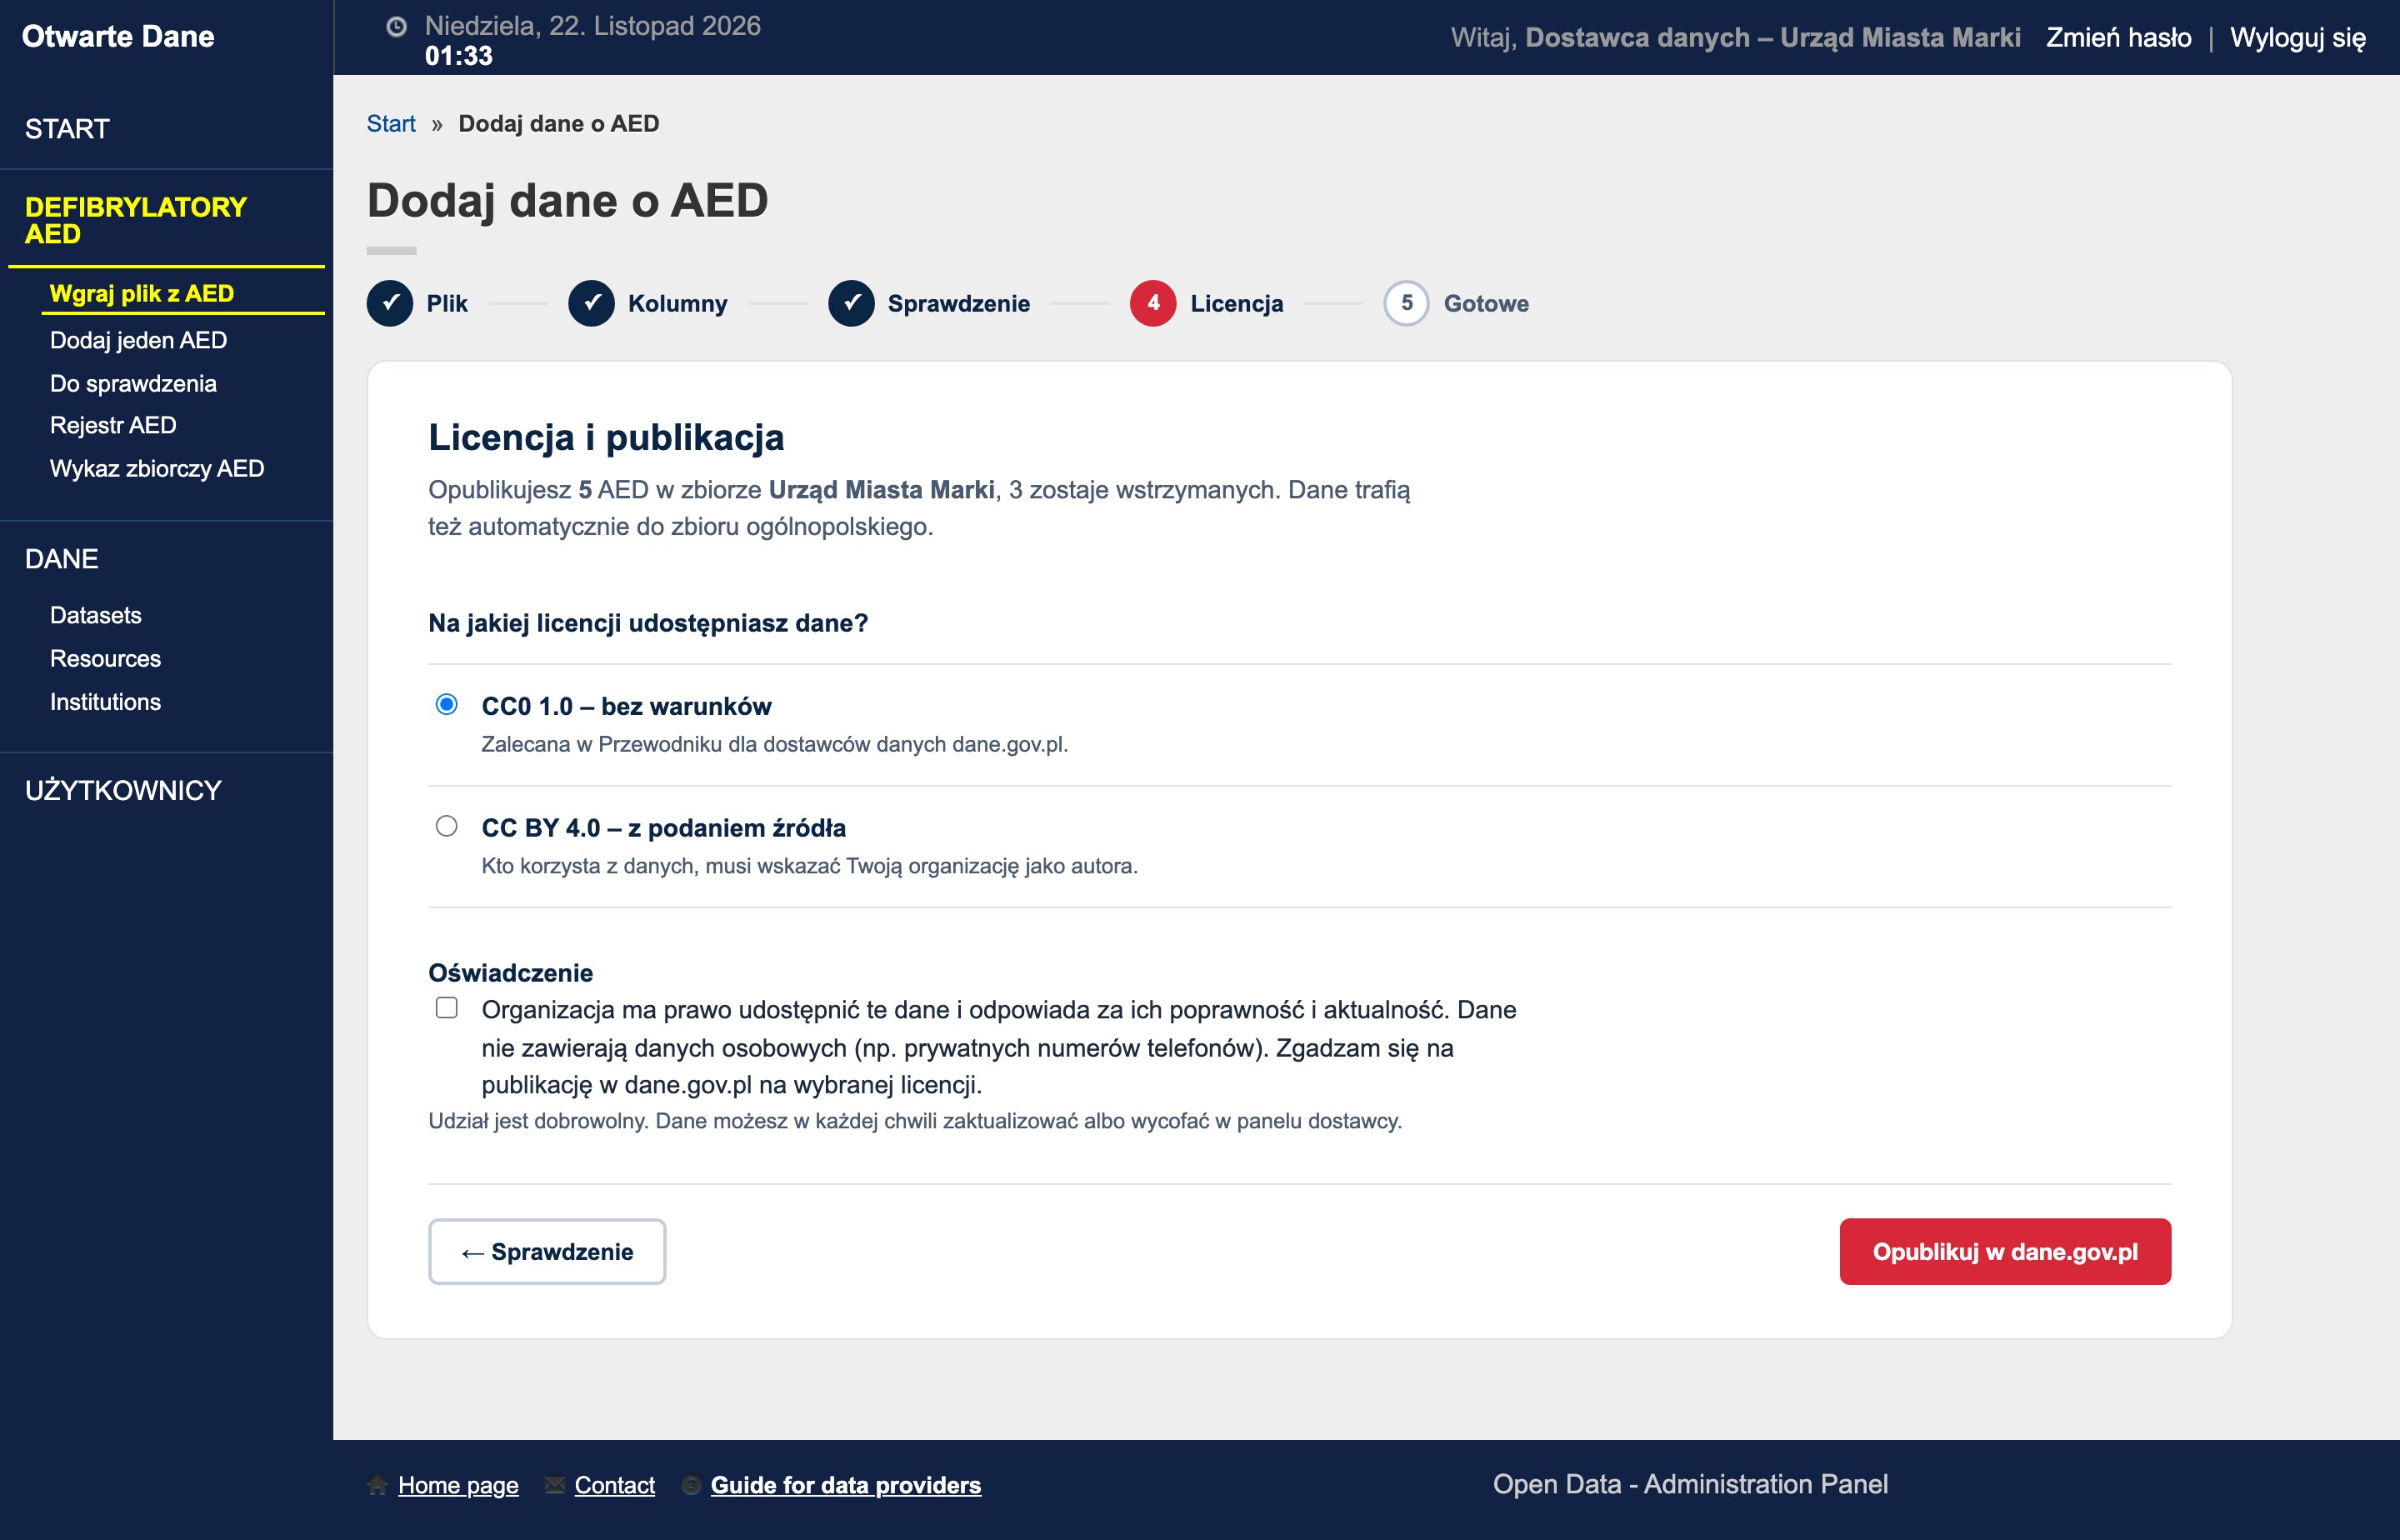 Otwarte Dane
Niedziela, 22. Listopad 2026
01:33
Witaj, Dostawca danych – Urząd Miasta Marki Zmień hasło | Wyloguj się
START
DEFIBRYLATORY
AED
Wgraj plik z AED
Dodaj jeden AED
Do sprawdzenia
Rejestr AED
Wykaz zbiorczy AED
DANE
Datasets
Resources
Institutions
UŻYTKOWNICY
Start » Dodaj dane o AED
Dodaj dane o AED
✓ Plik ✓ Kolumny ✓ Sprawdzenie 4 Licencja 5 Gotowe
Licencja i publikacja
Opublikujesz 5 AED w zbiorze Urząd Miasta Marki, 3 zostaje wstrzymanych. Dane trafią
też automatycznie do zbioru ogólnopolskiego.
Na jakiej licencji udostępniasz dane?
CC0 1.0 – bez warunków
Zalecana w Przewodniku dla dostawców danych dane.gov.pl.
CC BY 4.0 – z podaniem źródła
Kto korzysta z danych, musi wskazać Twoją organizację jako autora.
Oświadczenie
Organizacja ma prawo udostępnić te dane i odpowiada za ich poprawność i aktualność. Dane
nie zawierają danych osobowych (np. prywatnych numerów telefonów). Zgadzam się na
publikację w dane.gov.pl na wybranej licencji.
Udział jest dobrowolny. Dane możesz w każdej chwili zaktualizować albo wycofać w panelu dostawcy.
← Sprawdzenie
Opublikuj w dane.gov.pl
Home page Contact Guide for data providers
Open Data - Administration Panel